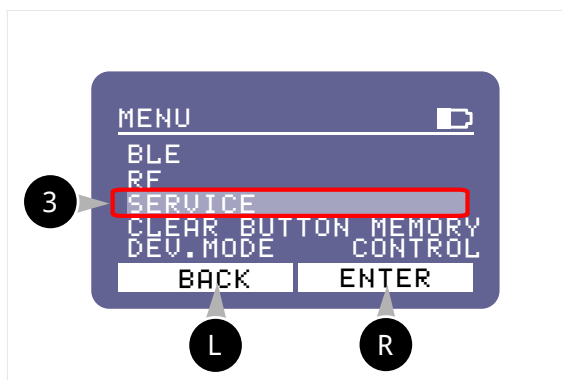 MENU
BLE
RF
3
SERVICE
CLEAR BUTTON MEMORY
DEV.MODE CONTROL
BACK ENTER
L R